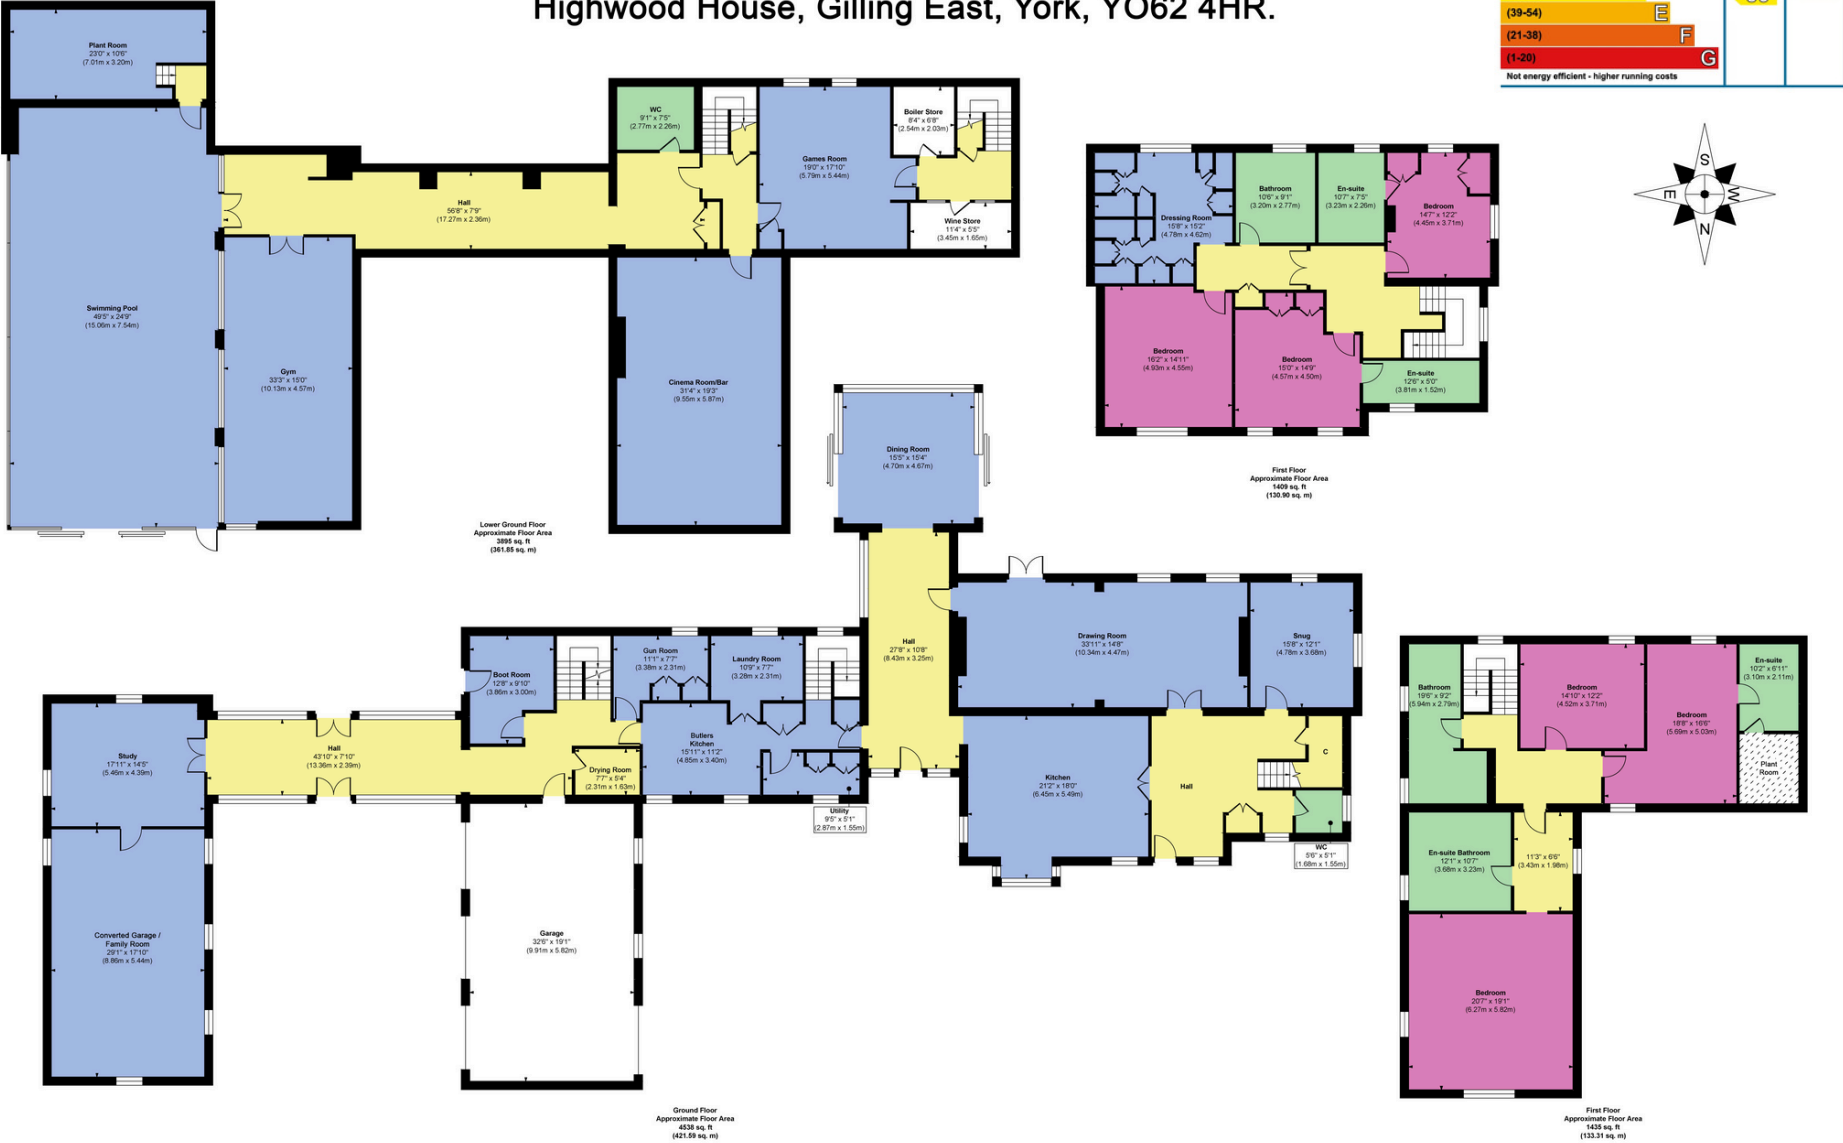 Highwood House, Gilling East, York, YO62 4HR.
(39-54)
E
(21-38)
F
(1-20)
G
Not energy efficient - higher running costs
S
E
W
N
Plant Room
23'0" x 10'6"
(7.01m x 3.20m)
WC
9'1" x 7'5"
(2.77m x 2.26m)
Games Room
19'0" x 17'10"
(5.79m x 5.44m)
Boiler Store
8'4" x 6'8"
(2.54m x 2.03m)
Hall
56'8" x 7'9"
(17.27m x 2.36m)
Wine Store
11'4" x 5'5"
(3.45m x 1.65m)
Swimming Pool
49'5" x 24'9"
(15.06m x 7.54m)
Gym
33'3" x 15'0"
(10.13m x 4.57m)
Cinema Room/Bar
31'4" x 19'3"
(9.55m x 5.87m)
Lower Ground Floor
Approximate Floor Area
3895 sq. ft
(361.85 sq. m)
Dressing Room
15'8" x 15'2"
(4.78m x 4.62m)
Bathroom
10'6" x 9'1"
(3.20m x 2.77m)
En-suite
10'7" x 7'5"
(3.23m x 2.26m)
Bedroom
14'7" x 12'2"
(4.45m x 3.71m)
Bedroom
16'2" x 14'11"
(4.93m x 4.55m)
Bedroom
15'0" x 14'9"
(4.57m x 4.50m)
En-suite
12'6" x 5'0"
(3.81m x 1.52m)
First Floor
Approximate Floor Area
1409 sq. ft
(130.90 sq. m)
Dining Room
15'5" x 15'4"
(4.70m x 4.67m)
Hall
27'8" x 10'8"
(8.43m x 3.25m)
Drawing Room
33'11" x 14'8"
(10.34m x 4.47m)
Snug
15'8" x 12'1"
(4.78m x 3.68m)
Boot Room
12'8" x 9'10"
(3.86m x 3.00m)
Gun Room
11'1" x 7'7"
(3.38m x 2.31m)
Laundry Room
10'9" x 7'7"
(3.28m x 2.31m)
Study
17'11" x 14'5"
(5.46m x 4.39m)
Hall
43'10" x 7'10"
(13.36m x 2.39m)
Butlers
Kitchen
15'11" x 11'2"
(4.85m x 3.40m)
Drying Room
7'7" x 5'4"
(2.31m x 1.63m)
Utility
9'5" x 5'1"
(2.87m x 1.55m)
Kitchen
21'2" x 18'0"
(6.45m x 5.49m)
Hall
C
WC
5'6" x 5'1"
(1.68m x 1.55m)
Converted Garage /
Family Room
29'1" x 17'10"
(8.86m x 5.44m)
Garage
32'6" x 19'1"
(9.91m x 5.82m)
Ground Floor
Approximate Floor Area
4538 sq. ft
(421.59 sq. m)
Bathroom
19'6" x 9'2"
(5.94m x 2.79m)
Bedroom
14'10" x 12'2"
(4.52m x 3.71m)
Bedroom
18'8" x 16'6"
(5.69m x 5.03m)
En-suite
10'2" x 6'11"
(3.10m x 2.11m)
Plant
Room
En-suite Bathroom
12'1" x 10'7"
(3.68m x 3.23m)
11'3" x 6'6"
(3.43m x 1.98m)
Bedroom
20'7" x 19'1"
(6.27m x 5.82m)
First Floor
Approximate Floor Area
1435 sq. ft
(133.31 sq. m)